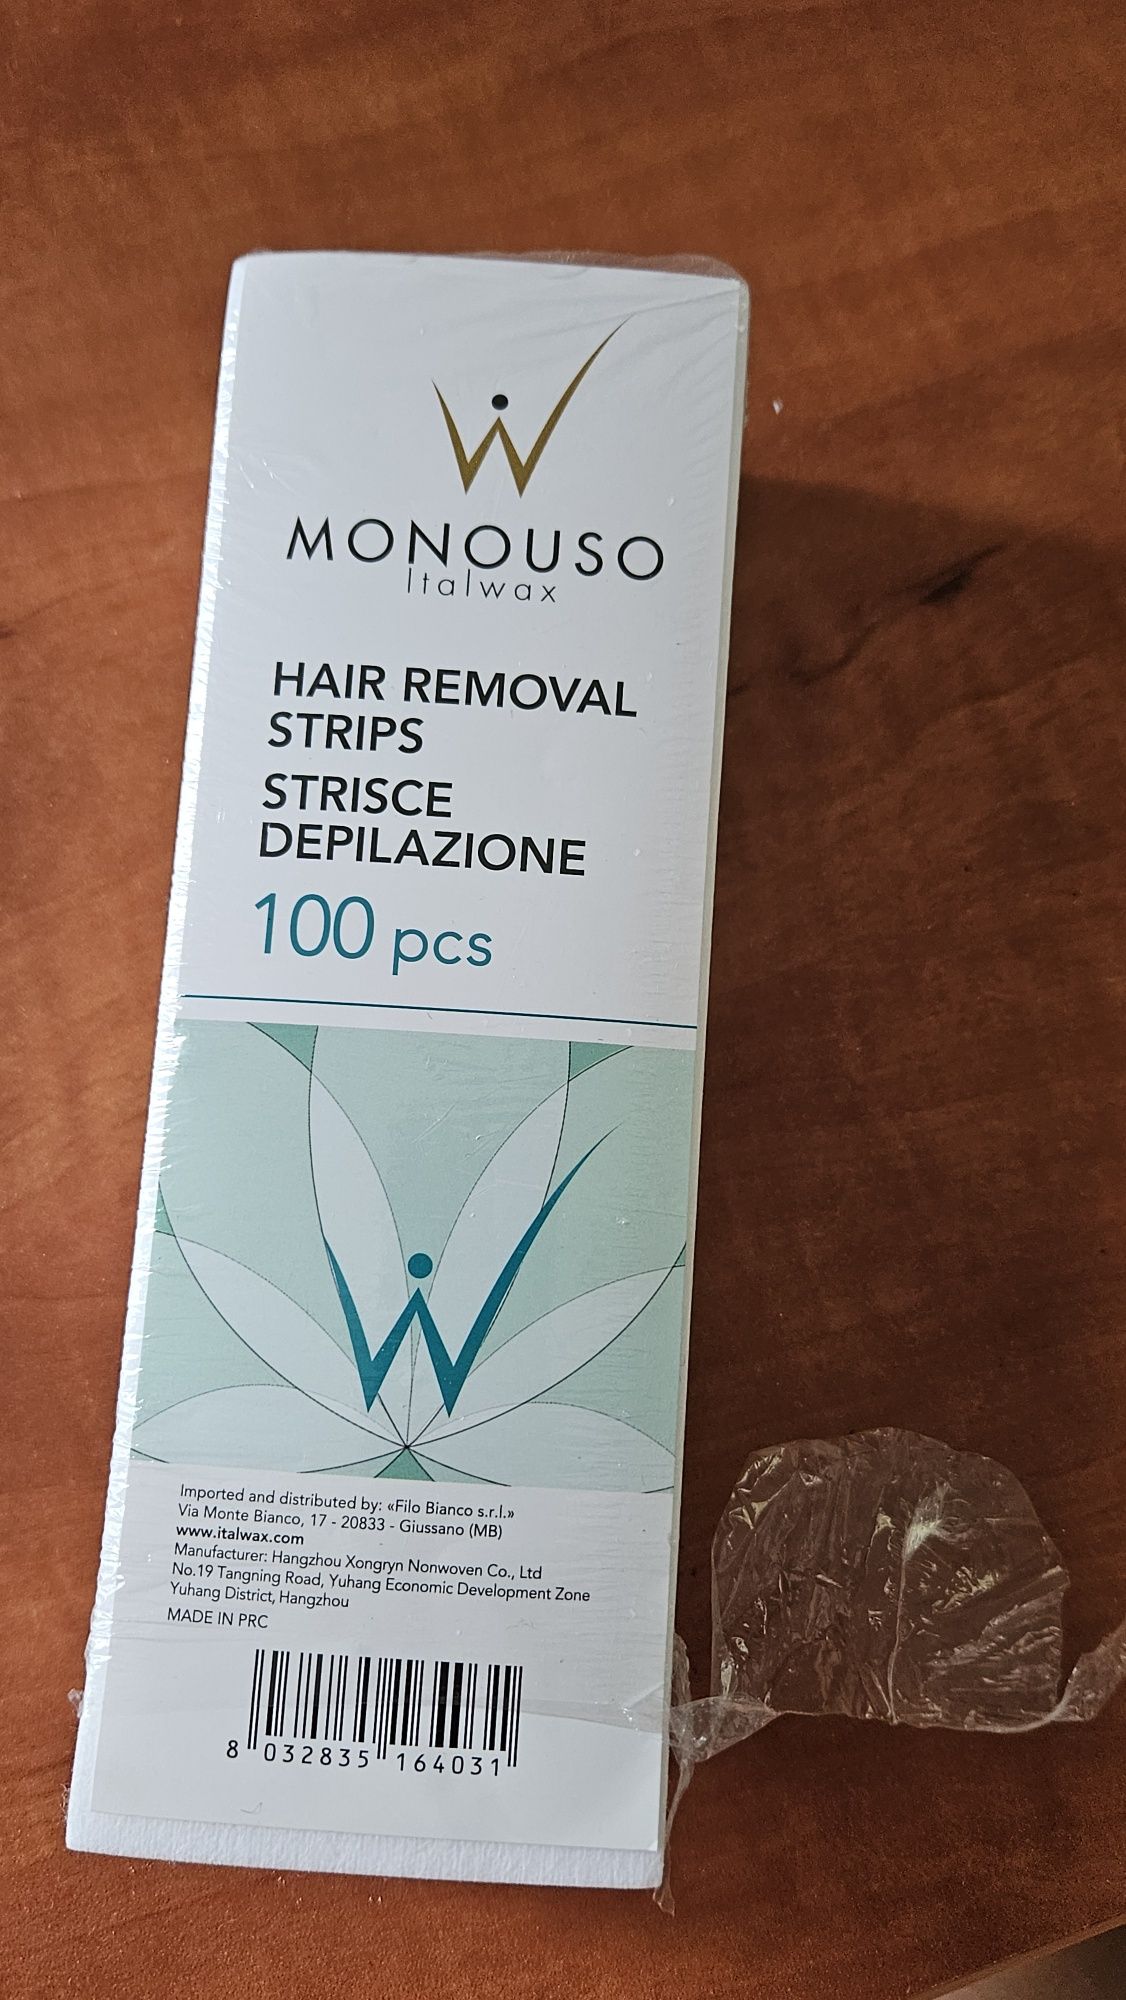 MONOUSO
Italwax
HAIR REMOVAL
STRIPS
STRISCE
DEPILAZIONE
100 pcs
Imported and distributed by: «Filo Bianco s.r.l.»
Via Monte Bianco, 17 - 20833 - Giussano (MB)
www.italwax.com
Manufacturer: Hangzhou Xongryn Nonwoven Co., Ltd
No.19 Tangning Road, Yuhang Economic Development Zone
Yuhang District, Hangzhou
MADE IN PRC
8 032835 164031